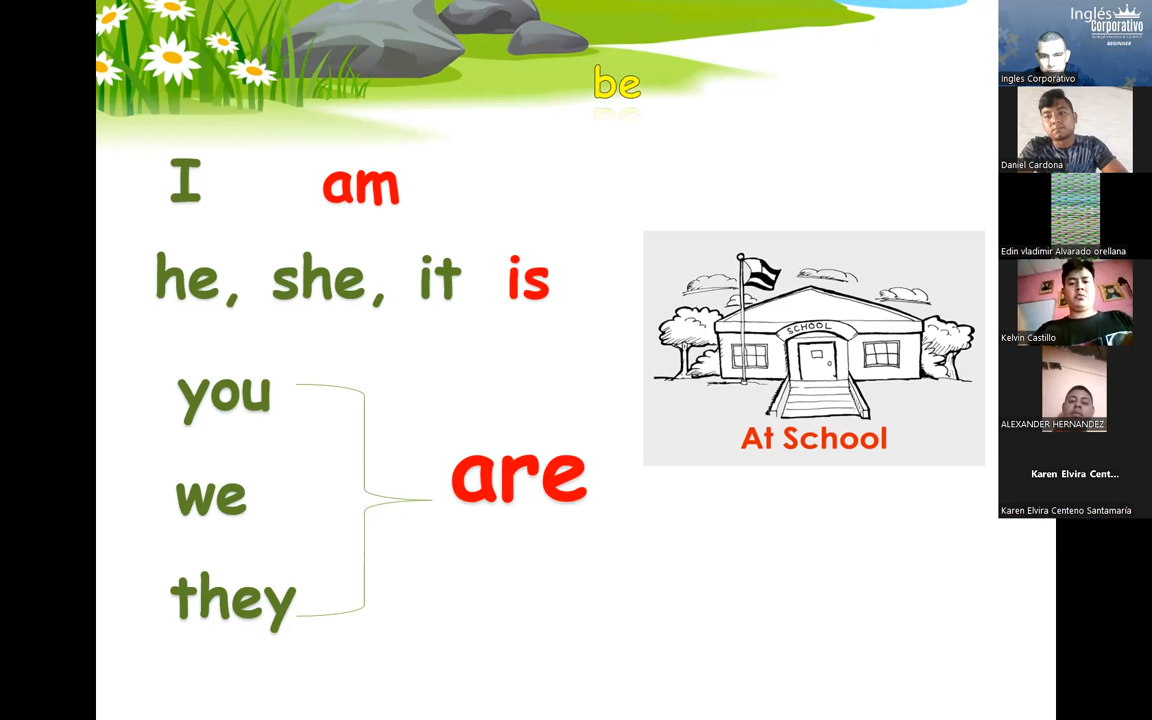 be
I am
he, she, it is
you
we
they
are
SCHOOL
At School
Inglés
Corporativo
BEGINNER
Ingles Corporativo
Daniel Cardona
Edin vladimir Alvarado orellana
Kelvin Castillo
ALEXANDER HERNANDEZ
Karen Elvira Cent...
Karen Elvira Centeno Santamaría